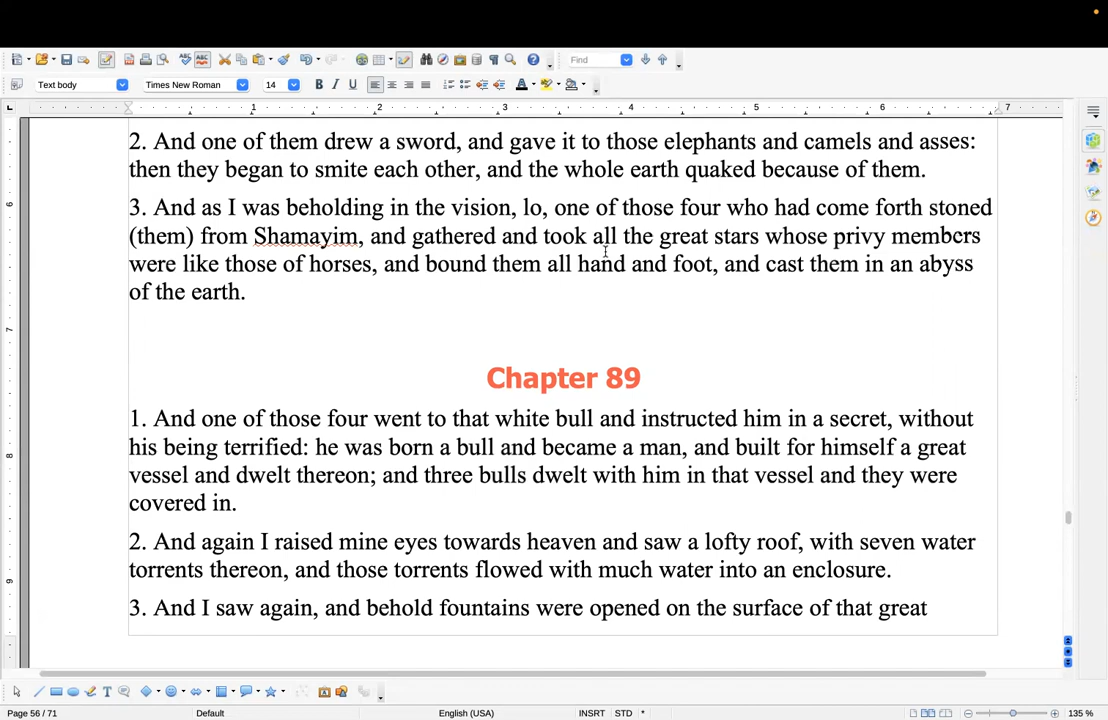 Find
Text body
Times New Roman
14
1 2 3 4 5 6 7
2. And one of them drew a sword, and gave it to those elephants and camels and asses:
then they began to smite each other, and the whole earth quaked because of them.
3. And as I was beholding in the vision, lo, one of those four who had come forth stoned
(them) from Shamayim, and gathered and took all the great stars whose privy members
were like those of horses, and bound them all hand and foot, and cast them in an abyss
of the earth.
Chapter 89
1. And one of those four went to that white bull and instructed him in a secret, without
his being terrified: he was born a bull and became a man, and built for himself a great
vessel and dwelt thereon; and three bulls dwelt with him in that vessel and they were
covered in.
2. And again I raised mine eyes towards heaven and saw a lofty roof, with seven water
torrents thereon, and those torrents flowed with much water into an enclosure.
3. And I saw again, and behold fountains were opened on the surface of that great
Page 56 / 71 Default English (USA) INSRT STD * 135 %